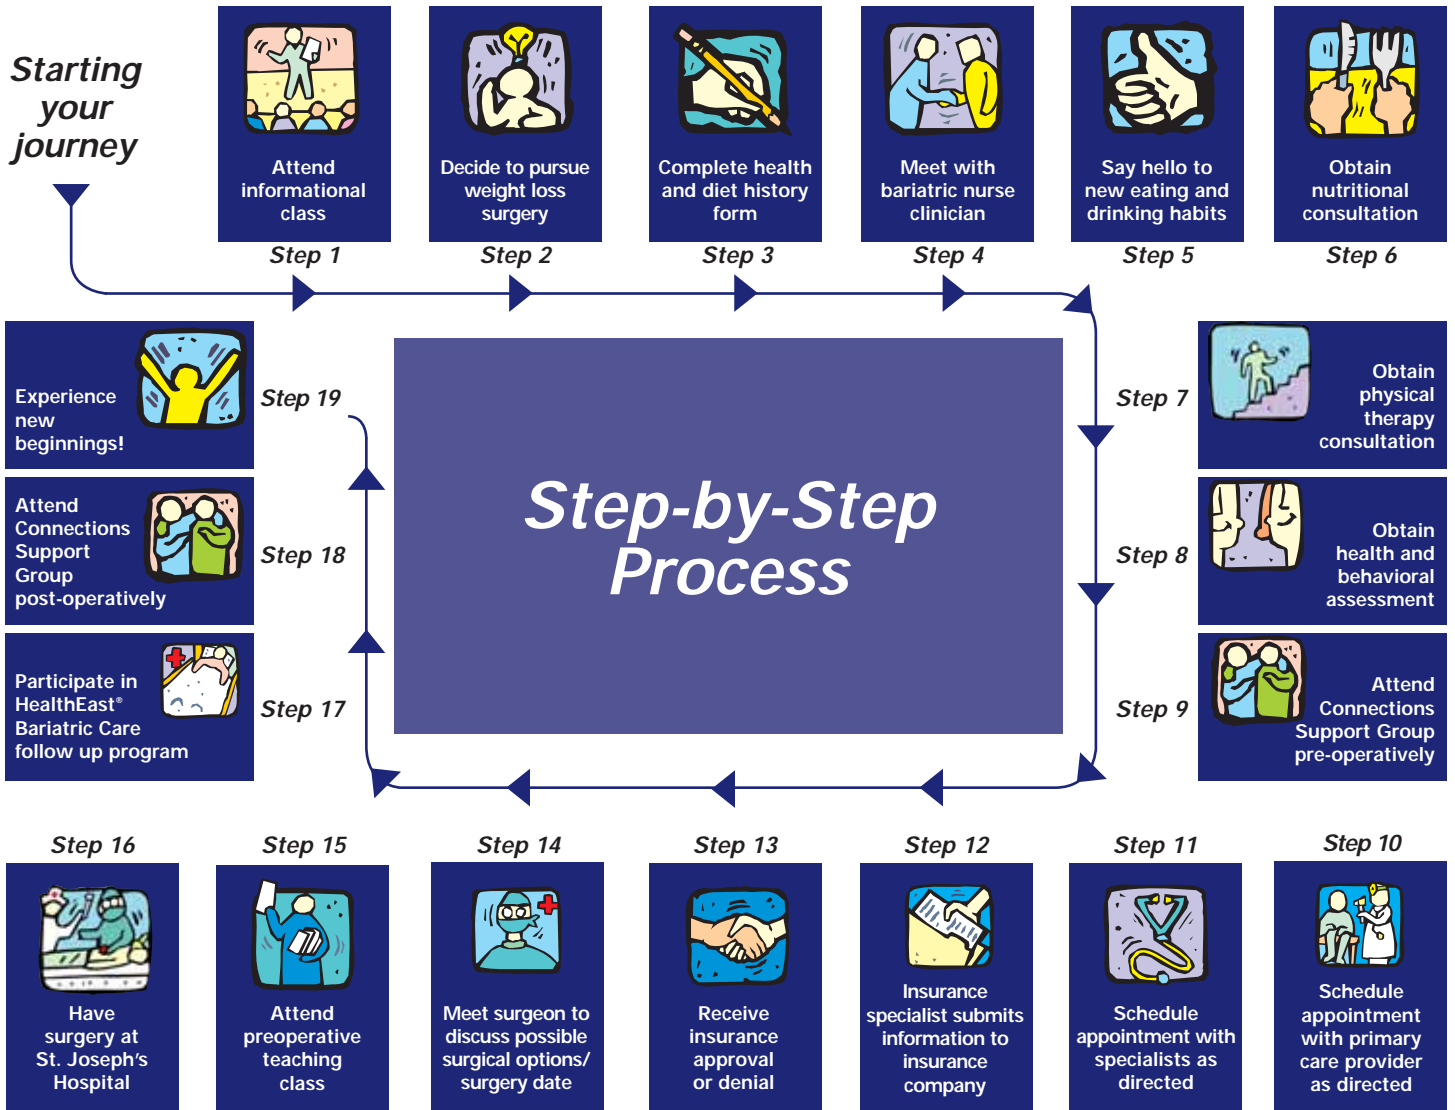 Starting
your
journey
Attend
informational
class
Step 1
Decide to pursue
weight loss
surgery
Step 2
Complete health
and diet history
form
Step 3
Meet with
bariatric nurse
clinician
Step 4
Say hello to
new eating and
drinking habits
Step 5
Obtain
nutritional
consultation
Step 6
Step-by-Step
Process
Step 7
Obtain
physical
therapy
consultation
Step 8
Obtain
health and
behavioral
assessment
Step 9
Attend
Connections
Support Group
pre-operatively
Step 10
Schedule
appointment
with primary
care provider
as directed
Step 11
Schedule
appointment with
specialists as
directed
Step 12
Insurance
specialist submits
information to
insurance
company
Step 13
Receive
insurance
approval
or denial
Step 14
Meet surgeon to
discuss possible
surgical options/
surgery date
Step 15
Attend
preoperative
teaching
class
Step 16
Have
surgery at
St. Joseph's
Hospital
Step 17
Participate in
HealthEast®
Bariatric Care
follow up program
Step 18
Attend
Connections
Support
Group
post-operatively
Step 19
Experience
new
beginnings!